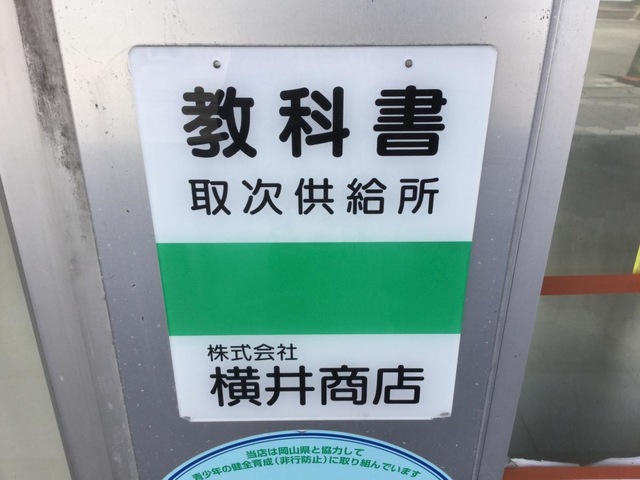 教科書
取次供給所
株式会社
横井商店
当店は岡山県と協力して
青少年の健全育成(非行防止)に取り組んでいます